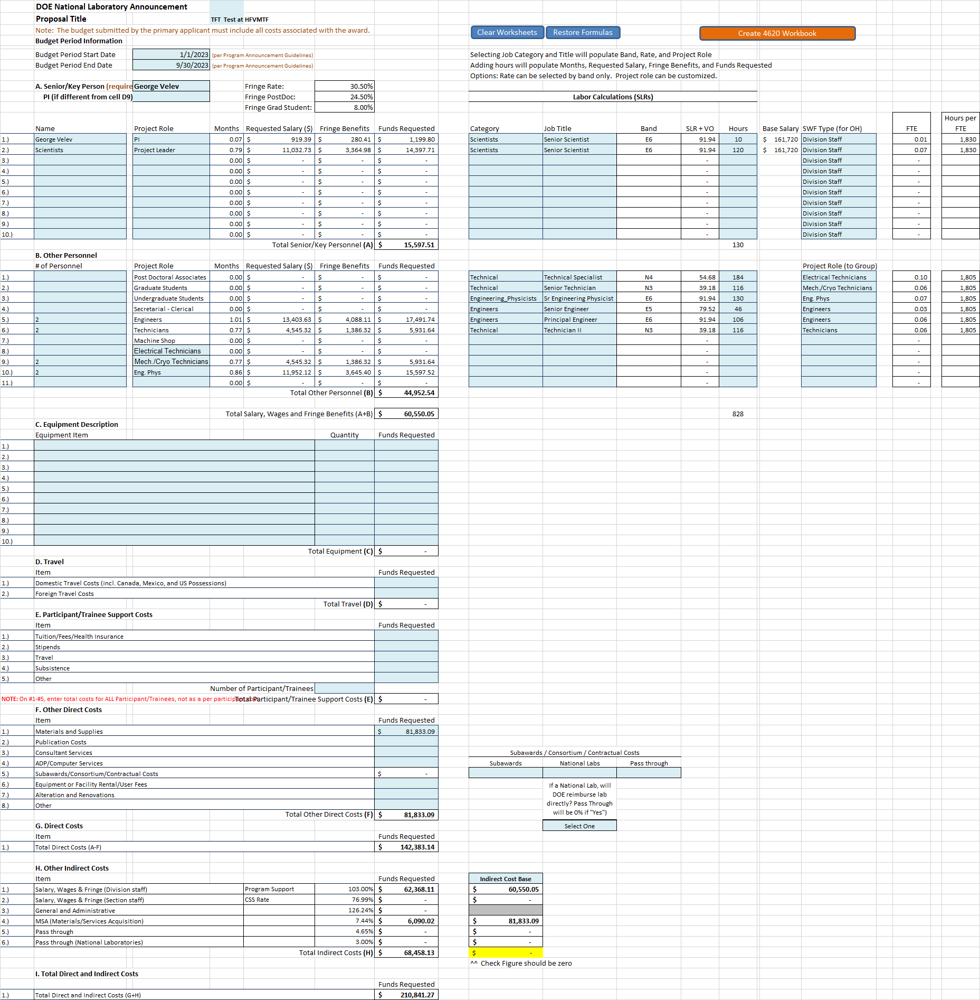 DOE National Laboratory Announcement
Proposal Title TFT Test at HFVMTF
Note: The budget submitted by the primary applicant must include all costs associated with the award. Clear Worksheets Restore Formulas Create 4620 Workbook
Budget Period Information
Budget Period Start Date 1/1/2023 (per Program Announcement Guidelines) Selecting Job Category and Title will populate Band, Rate, and Project Role
Budget Period End Date 9/30/2023 (per Program Announcement Guidelines) Adding hours will populate Months, Requested Salary, Fringe Benefits, and Funds Requested
Options: Rate can be selected by band only. Project role can be customized.
A. Senior/Key Person (require George Velev Fringe Rate: 30.50%
PI (if different from cell D9) Fringe PostDoc: 24.50% Labor Calculations (SLRs)
Fringe Grad Student: 8.00%
Hours per
Name Project Role Months Requested Salary ($) Fringe Benefits Funds Requested Category Job Title Band SLR + VO Hours Base Salary SWF Type (for OH) FTE FTE
1.) George Velev PI 0.07 $ 919.39 $ 280.41 $ 1,199.80 Scientists Senior Scientist E6 91.94 10 $ 161,720 Division Staff 0.01 1,830
2.) Scientists Project Leader 0.79 $ 11,032.73 $ 3,364.98 $ 14,397.71 Scientists Senior Scientist E6 91.94 120 $ 161,720 Division Staff 0.07 1,830
3.) 0.00 $ - $ - $ - - Division Staff -
4.) 0.00 $ - $ - $ - - Division Staff -
5.) 0.00 $ - $ - $ - - Division Staff -
6.) 0.00 $ - $ - $ - - Division Staff -
7.) 0.00 $ - $ - $ - - Division Staff -
8.) 0.00 $ - $ - $ - - Division Staff -
9.) 0.00 $ - $ - $ - - Division Staff -
10.) 0.00 $ - $ - $ - - Division Staff -
Total Senior/Key Personnel (A) $ 15,597.51 130
B. Other Personnel
# of Personnel Project Role Months Requested Salary ($) Fringe Benefits Funds Requested Project Role (to Group)
1.) Post Doctoral Associates 0.00 $ - $ - $ - Technical Technical Specialist N4 54.68 184 Electrical Technicians 0.10 1,805
2.) Graduate Students 0.00 $ - $ - $ - Technical Senior Technician N3 39.18 116 Mech./Cryo Technicians 0.06 1,805
3.) Undergraduate Students 0.00 $ - $ - $ - Engineering_Physicists Sr Engineering Physicist E6 91.94 130 Eng. Phys 0.07 1,805
4.) Secretarial - Clerical 0.00 $ - $ - $ - Engineers Senior Engineer E5 79.52 46 Engineers 0.03 1,805
5.) 2 Engineers 1.01 $ 13,403.63 $ 4,088.11 $ 17,491.74 Engineers Principal Engineer E6 91.94 106 Engineers 0.06 1,805
6.) 2 Technicians 0.77 $ 4,545.32 $ 1,386.32 $ 5,931.64 Technical Technician II N3 39.18 116 Technicians 0.06 1,805
7.) Machine Shop 0.00 $ - $ - $ - - -
8.) Electrical Technicians 0.00 $ - $ - $ - - -
9.) 2 Mech./Cryo Technicians 0.77 $ 4,545.32 $ 1,386.32 $ 5,931.64 - -
10.) 2 Eng. Phys 0.86 $ 11,952.12 $ 3,645.40 $ 15,597.52 - -
11.) 0.00 $ - $ - $ - - -
Total Other Personnel (B) $ 44,952.54
Total Salary, Wages and Fringe Benefits (A+B) $ 60,550.05 828
C. Equipment Description
Equipment Item Quantity Funds Requested
1.)
2.)
3.)
4.)
5.)
6.)
7.)
8.)
9.)
10.)
Total Equipment (C) $ -
D. Travel
Item Funds Requested
1.) Domestic Travel Costs (incl. Canada, Mexico, and US Possessions)
2.) Foreign Travel Costs
Total Travel (D) $ -
E. Participant/Trainee Support Costs
Item Funds Requested
1.) Tuition/Fees/Health Insurance
2.) Stipends
3.) Travel
4.) Subsistence
5.) Other
Number of Participant/Trainees
NOTE: On #1-#5, enter total costs for ALL Participant/Trainees, not as a per participant Total Participant/Trainee Support Costs (E) $ -
F. Other Direct Costs
Item Funds Requested
1.) Materials and Supplies $ 81,833.09
2.) Publication Costs
3.) Consultant Services Subawards / Consortium / Contractual Costs
4.) ADP/Computer Services Subawards National Labs Pass through
5.) Subawards/Consortium/Contractual Costs $ -
6.) Equipment or Facility Rental/User Fees If a National Lab, will
7.) Alteration and Renovations DOE reimburse lab
8.) Other directly? Pass Through
Total Other Direct Costs (F) $ 81,833.09 will be 0% if "Yes")
G. Direct Costs Select One
Item Funds Requested
1.) Total Direct Costs (A-F) $ 142,383.14
H. Other Indirect Costs
Item Funds Requested Indirect Cost Base
1.) Salary, Wages & Fringe (Division staff) Program Support 103.00% $ 62,368.11 $ 60,550.05
2.) Salary, Wages & Fringe (Section staff) CSS Rate 76.99% $ - $ -
3.) General and Administrative 126.24% $ -
4.) MSA (Materials/Services Acquisition) 7.44% $ 6,090.02 $ 81,833.09
5.) Pass through 4.65% $ - $ -
6.) Pass through (National Laboratories) 3.00% $ - $ -
Total Indirect Costs (H) $ 68,458.13 $ -
^^ Check Figure should be zero
I. Total Direct and Indirect Costs
Funds Requested
1.) Total Direct and Indirect Costs (G+H) $ 210,841.27